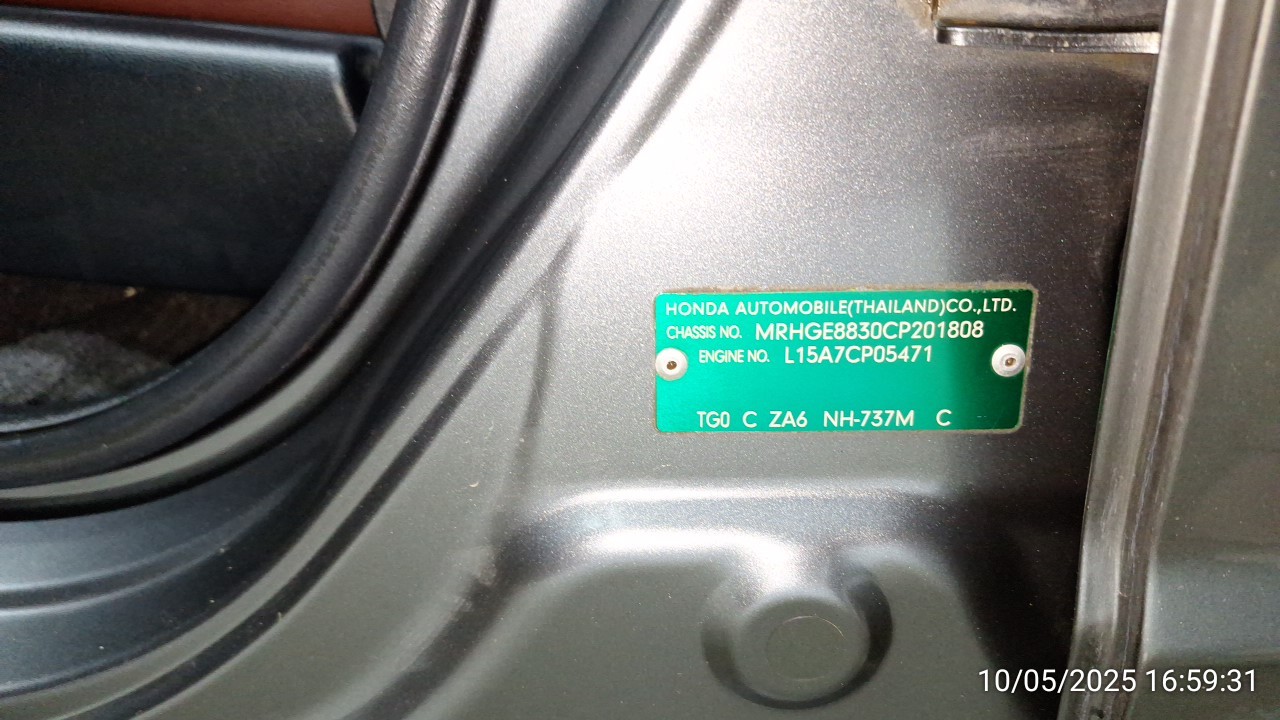 HONDA AUTOMOBILE(THAILAND)CO.,LTD.
CHASSIS NO. MRHGE8830CP201808
ENGINE NO. L15A7CP05471
TG0 C ZA6 NH-737M C
10/05/2025 16:59:31